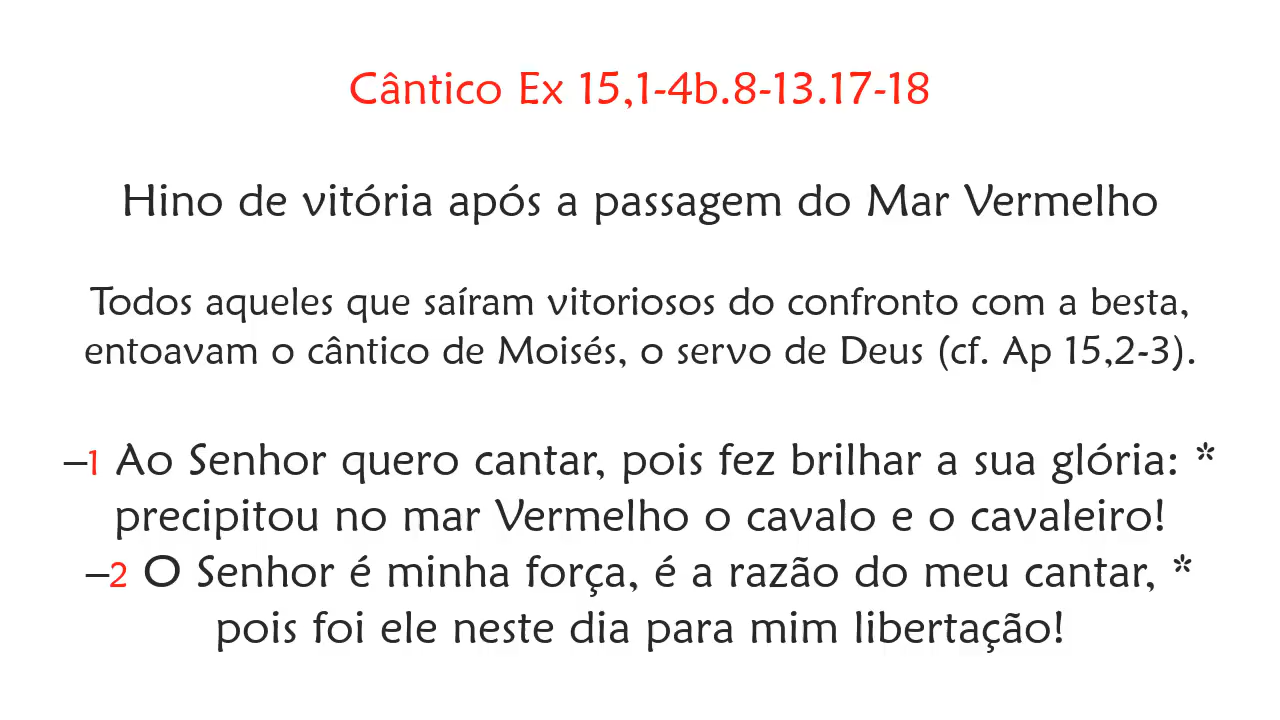 Cântico Ex 15,1-4b.8-13.17-18
Hino de vitória após a passagem do Mar Vermelho
Todos aqueles que saíram vitoriosos do confronto com a besta,
entoavam o cântico de Moisés, o servo de Deus (cf. Ap 15,2-3).
–1 Ao Senhor quero cantar, pois fez brilhar a sua glória: *
precipitou no mar Vermelho o cavalo e o cavaleiro!
–2 O Senhor é minha força, é a razão do meu cantar, *
pois foi ele neste dia para mim libertação!